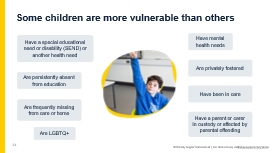 Some children are more vulnerable than others
Have a special educational
need or disability (SEND) or
another health need
Are persistently absent
from education
Are frequently missing
from care or home
Are LGBTQ+
Have mental
health needs
Are privately fostered
Have been in care
Have a parent or carer
in custody or affected by
parental offending